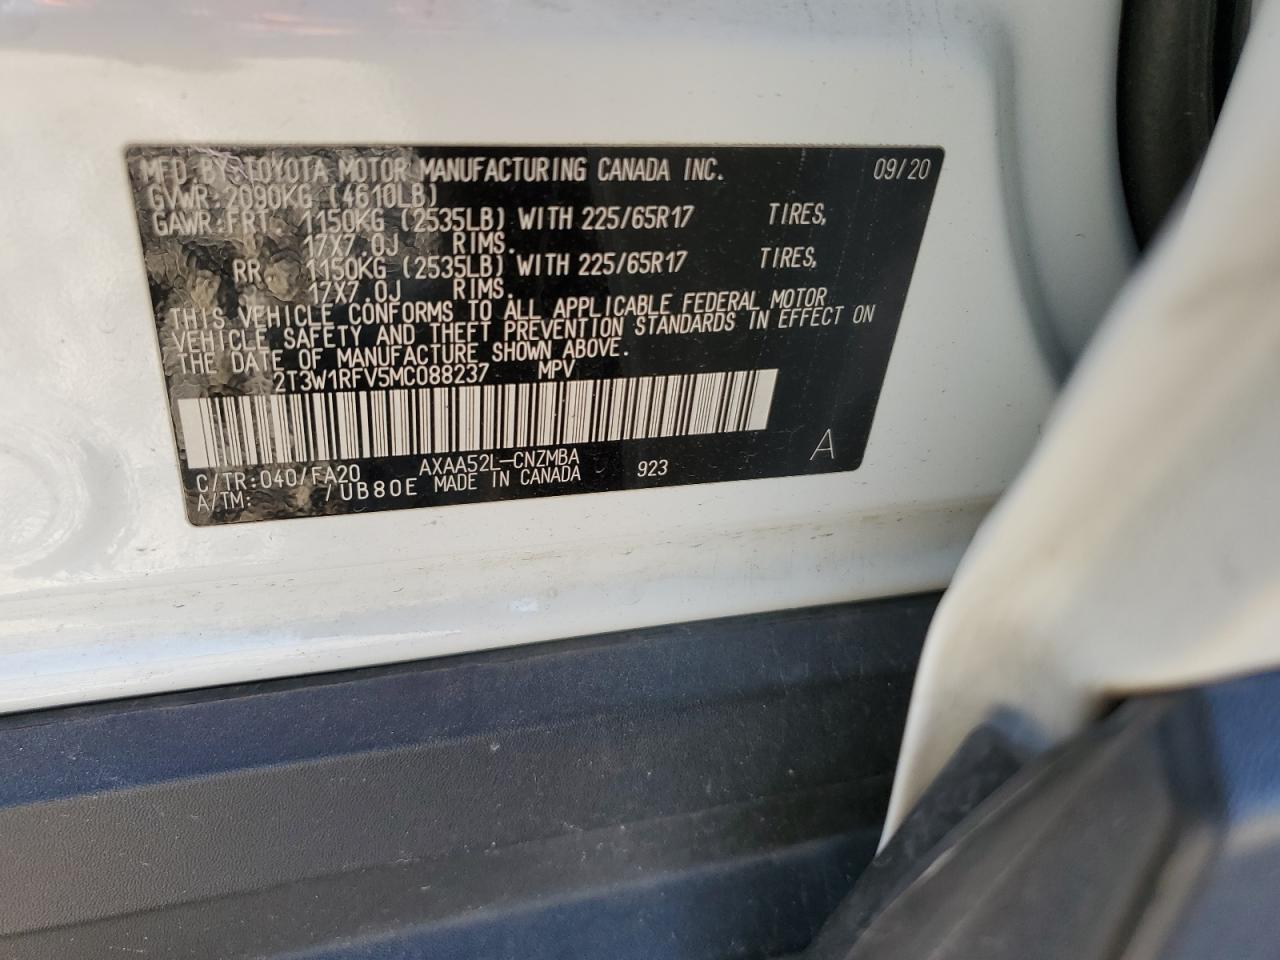 MFD.BY:TOYOTA MOTOR MANUFACTURING CANADA INC. 09/20
GVWR:2090KG (4610LB)
GAWR:FRT. 1150KG (2535LB) WITH 225/65R17 TIRES,
17X7.0J RIMS.
RR. 1150KG (2535LB) WITH 225/65R17 TIRES,
17X7.0J RIMS.
THIS VEHICLE CONFORMS TO ALL APPLICABLE FEDERAL MOTOR
VEHICLE SAFETY AND THEFT PREVENTION STANDARDS IN EFFECT ON
THE DATE OF MANUFACTURE SHOWN ABOVE.
2T3W1RFV5MC088237 MPV
C/TR:040/FA20 AXAA52L-CNZMBA 923 A
A/TM: /UB80E MADE IN CANADA